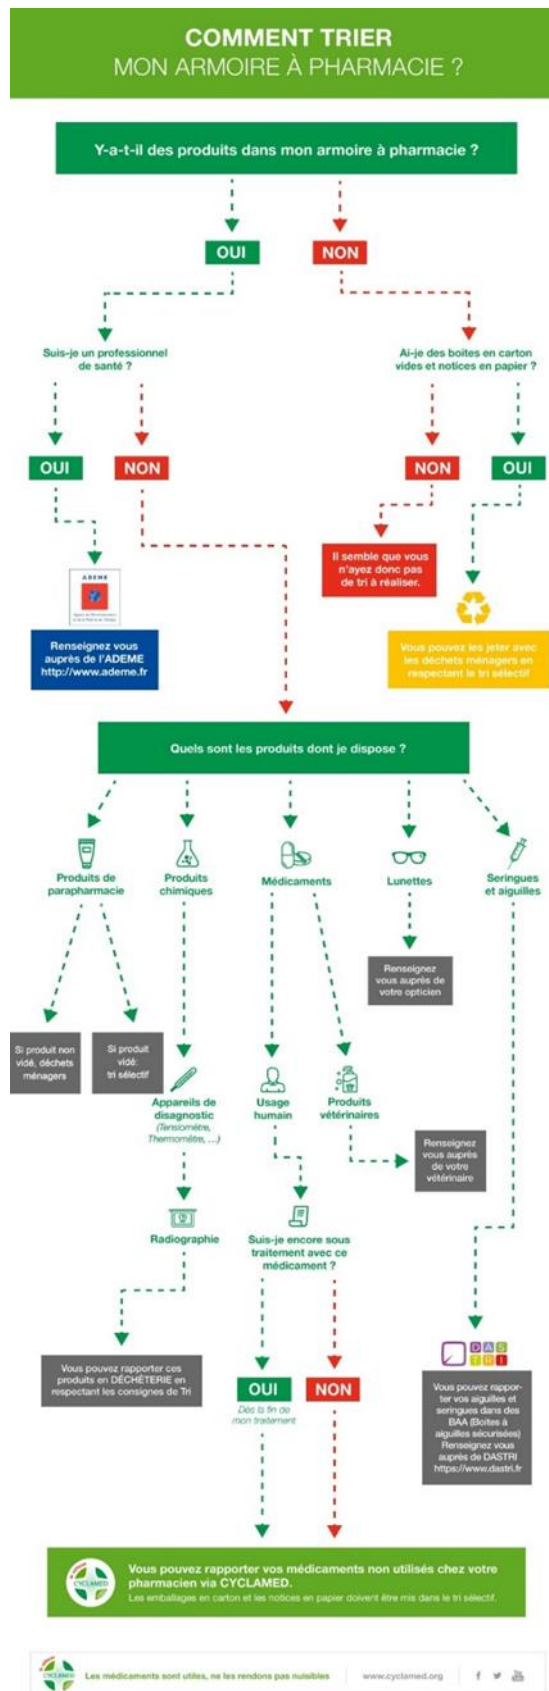 COMMENT TRIER
MON ARMOIRE À PHARMACIE ?
Y-a-t-il des produits dans mon armoire à pharmacie ?
OUI
NON
Suis-je un professionnel
de santé ?
Ai-je des boites en carton
vides et notices en papier ?
OUI
NON
NON
OUI
ADEME
Il semble que vous
n'ayez donc pas
de tri à réaliser.
Renseignez vous
auprès de l'ADEME
http://www.ademe.fr
Vous pouvez les jeter avec
les déchets ménagers en
respectant le tri sélectif
Quels sont les produits dont je dispose ?
Produits de
parapharmacie
Produits
chimiques
Médicaments
Lunettes
Seringues
et aiguilles
Renseignez
vous auprès de
votre opticien
Si produit non
vidé, déchets
ménagers
Si produit
vidé:
tri sélectif
Appareils de
disagnostic
(Tensiomètre,
Thermomètre, ...)
Usage
humain
Produits
vétérinaires
Renseignez
vous auprès
de votre
vétérinaire
Radiographie
Suis-je encore sous
traitement avec ce
médicament ?
Vous pouvez rapporter ces
produits en DÉCHÈTERIE en
respectant les consignes de Tri
OUI
NON
Dès la fin de
mon traitement
DAS
TRI
Vous pouvez rappor-
ter vos aiguilles et
seringues dans des
BAA (Boites à
aiguilles sécurisées)
Renseignez vous
auprès de DASTRI
https://www.dastri.fr
CYCLAMED
Vous pouvez rapporter vos médicaments non utilisés chez votre
pharmacien via CYCLAMED.
Les emballages en carton et les notices en papier doivent être mis dans le tri sélectif.
CYCLAMED
Les médicaments sont utiles, ne les rendons pas nuisibles
www.cyclamed.org